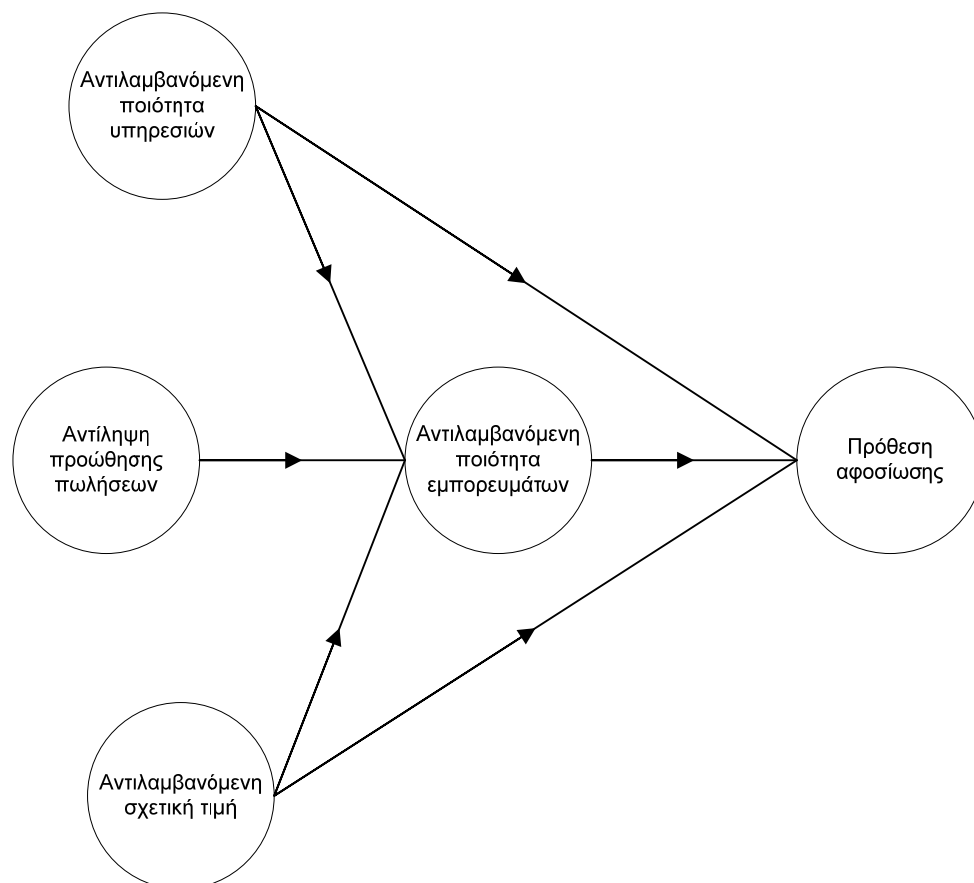 Αντιλαμβανόμενη
ποιότητα
υπηρεσιών
Αντίληψη
προώθησης
πωλήσεων
Αντιλαμβανόμενη
ποιότητα
εμπορευμάτων
Πρόθεση
αφοσίωσης
Αντιλαμβανόμενη
σχετική τιμή